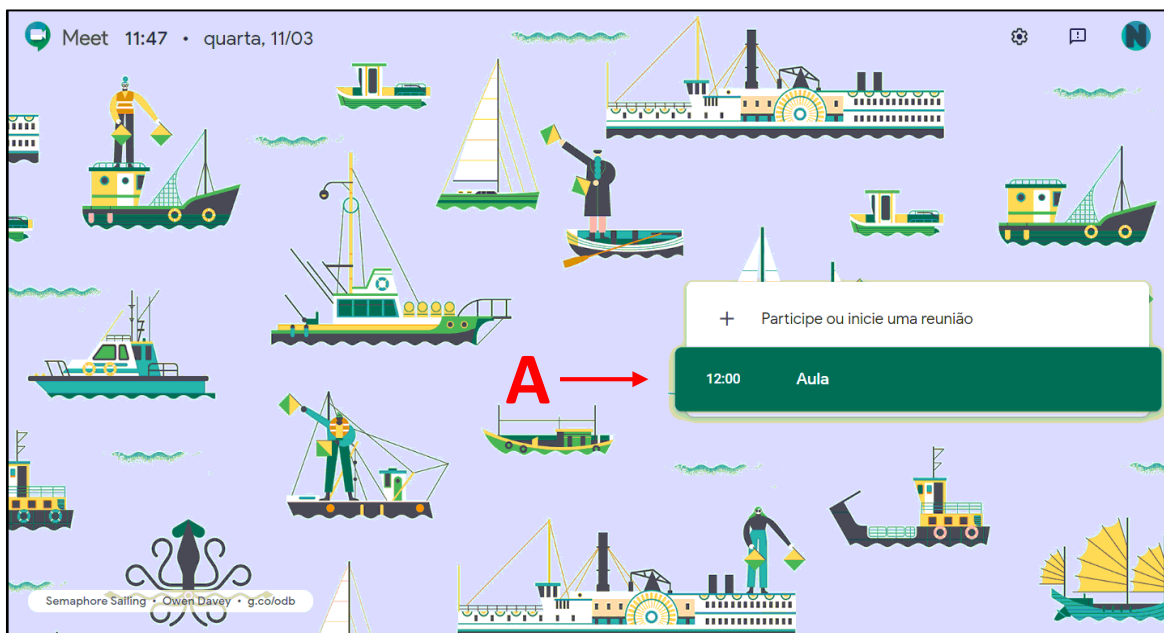 Meet 11:47 • quarta, 11/03
N
+ Participe ou inicie uma reunião
A
12:00 Aula
Semaphore Sailing • Owen Davey • g.co/odb